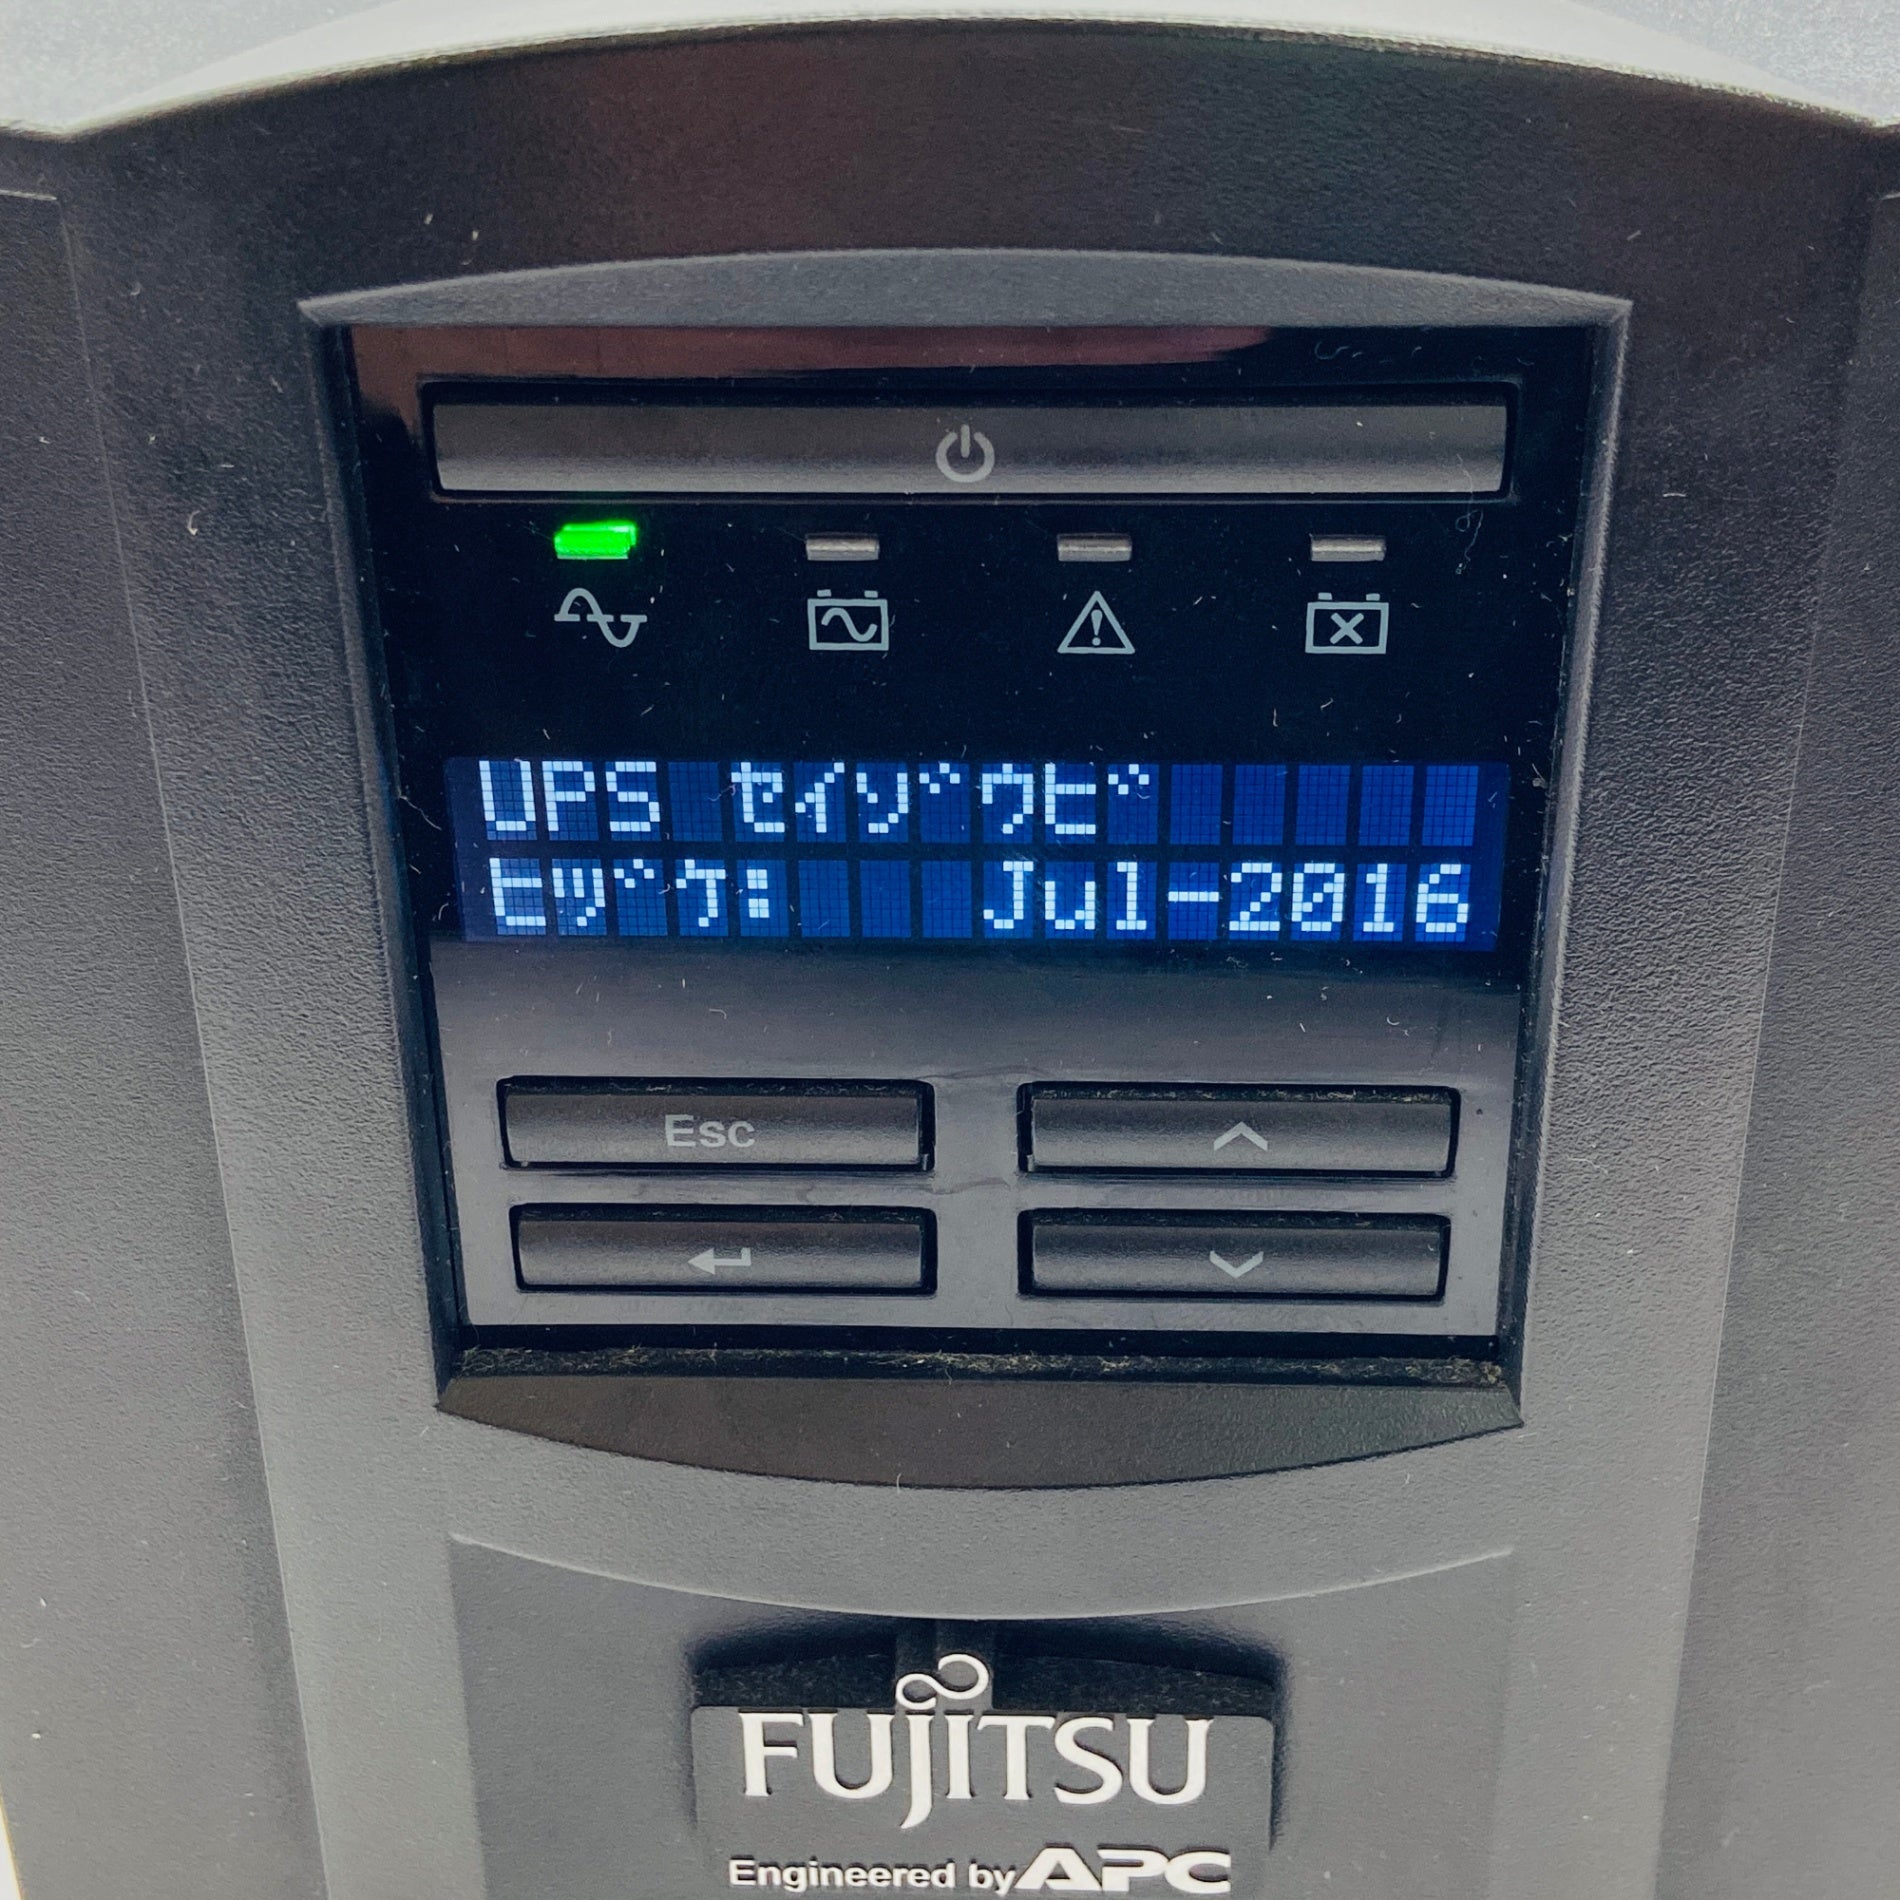 UPS ｾｲｿﾞｳﾋﾞ
ﾋﾂﾞｹ: Jul-2016
Esc
FUJITSU
Engineered by APC